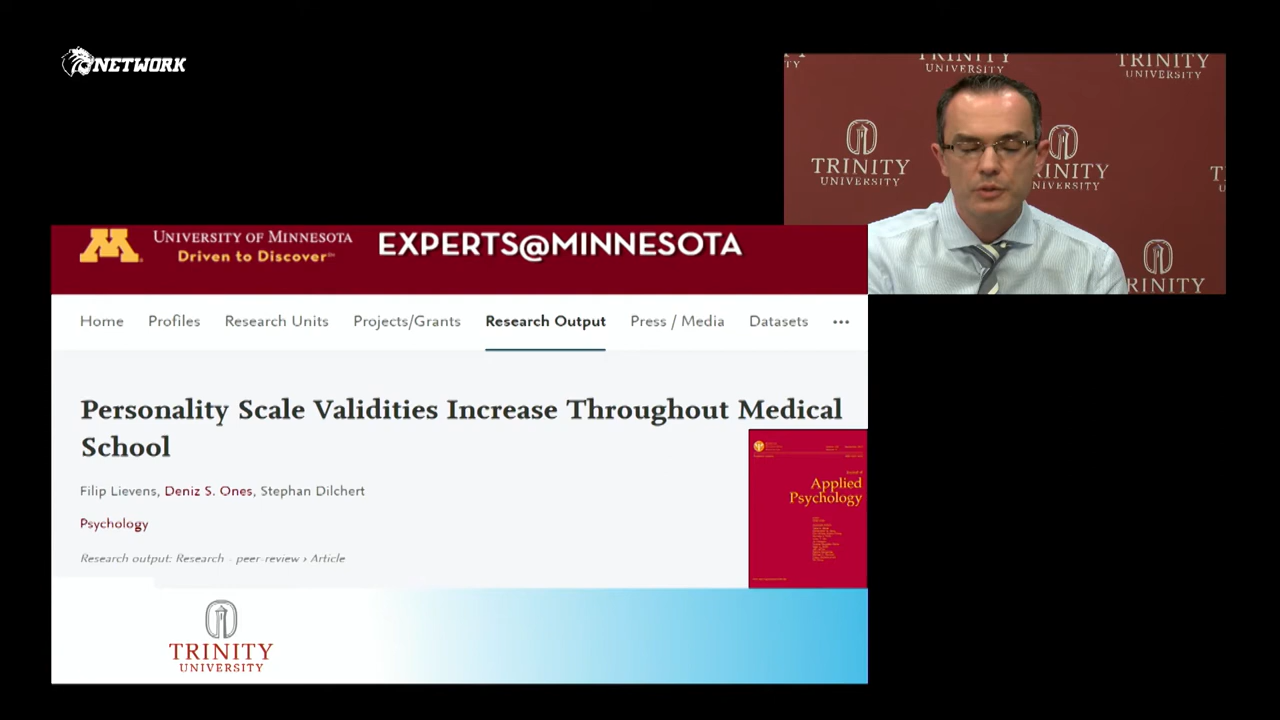 NETWORK
TRINITY
UNIVERSITY
TRINITY
UNIVERSITY
TRINITY
UNIVERSITY
UNIVERSITY OF MINNESOTA
Driven to Discover
EXPERTS@MINNESOTA
Home Profiles Research Units Projects/Grants Research Output Press / Media Datasets •••
Personality Scale Validities Increase Throughout Medical
School
Filip Lievens, Deniz S. Ones, Stephan Dilchert
Psychology
Research output: Research - peer-review › Article
Applied
Psychology
TRINITY
UNIVERSITY